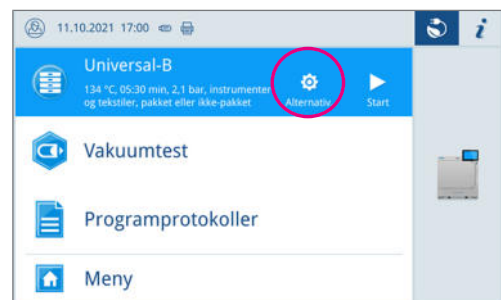 11.10.2021 17:00
i
Universal-B
134 °C, 05:30 min, 2,1 bar, instrumenter
og tekstiler, pakket eller ikke-pakket
Alternativ
Start
Vakuumtest
Programprotokoller
Meny